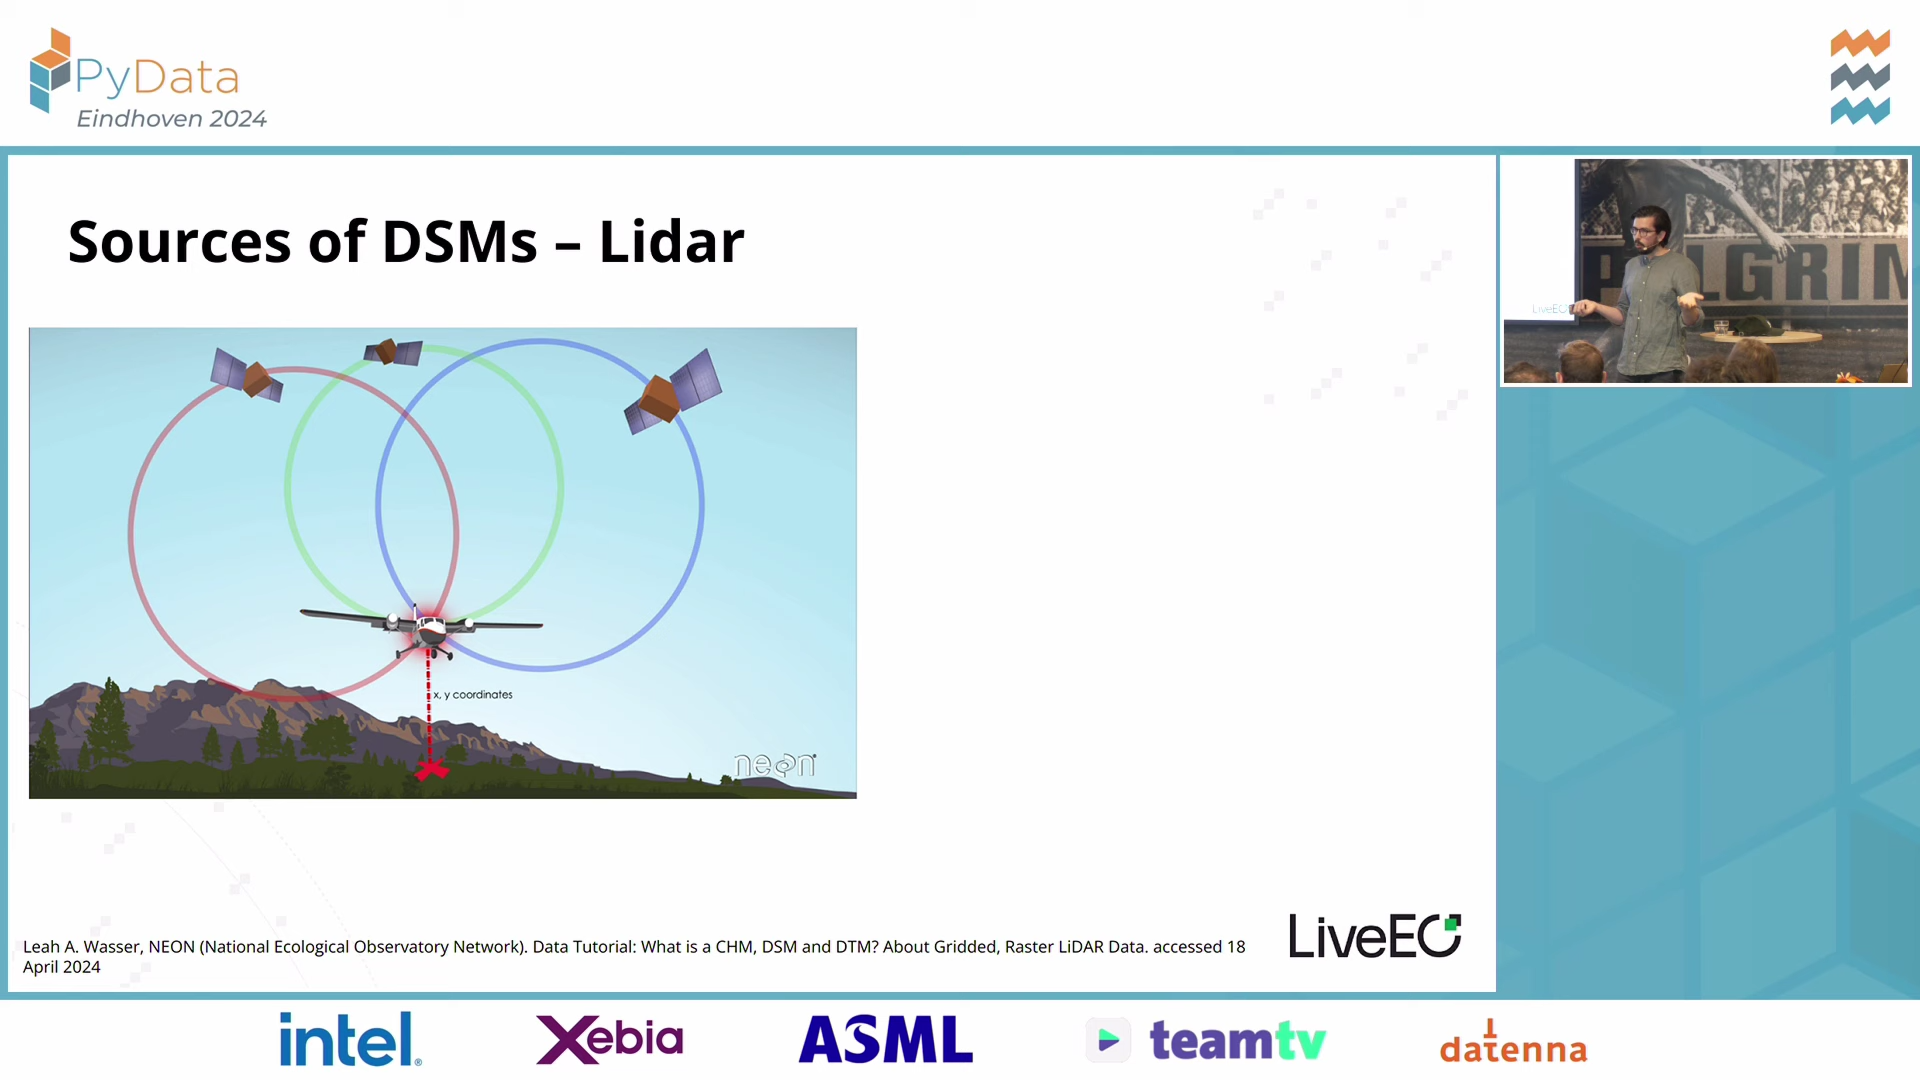 PyData
Eindhoven 2024
Sources of DSMs – Lidar
LiveEO
x, y coordinates
neon
Leah A. Wasser, NEON (National Ecological Observatory Network). Data Tutorial: What is a CHM, DSM and DTM? About Gridded, Raster LiDAR Data. accessed 18
April 2024
LiveEO
intel
Xebia
ASML
teamtv
datenna